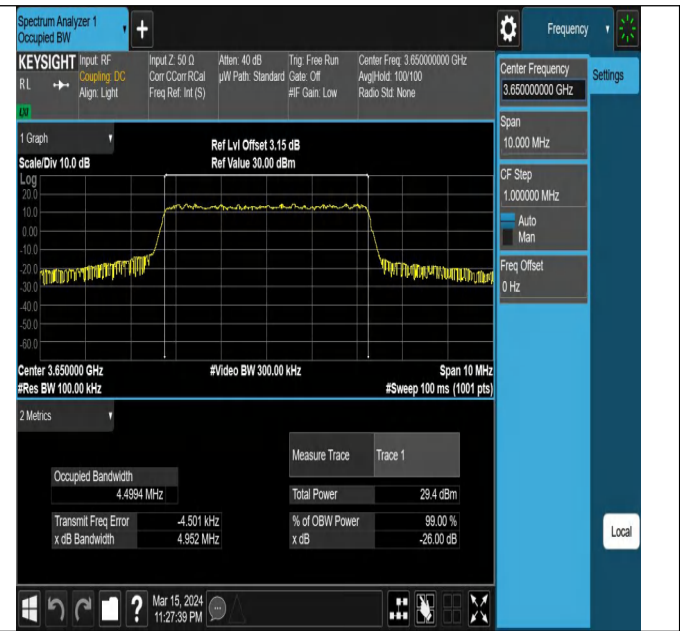 Spectrum Analyzer 1
Occupied BW
+
Frequency
KEYSIGHT
RL
Input: RF
Coupling: DC
Align: Light
Input Z: 50 Ω
Corr CCorr RCal
Freq Ref: Int (S)
Atten: 40 dB
µW Path: Standard
Trig: Free Run
Gate: Off
#IF Gain: Low
Center Freq: 3.650000000 GHz
Avg|Hold: 100/100
Radio Std: None
Center Frequency
3.650000000 GHz
Settings
Span
10.000 MHz
CF Step
1.000000 MHz
Auto
Man
Freq Offset
0 Hz
1 Graph
Scale/Div 10.0 dB
Ref Lvl Offset 3.15 dB
Ref Value 30.00 dBm
Log
20.0
10.0
0.00
-10.0
-20.0
-30.0
-40.0
-50.0
-60.0
Center 3.650000 GHz
#Video BW 300.00 kHz
Span 10 MHz
#Res BW 100.00 kHz
#Sweep 100 ms (1001 pts)
2 Metrics
Measure Trace
Trace 1
Occupied Bandwidth
4.4994 MHz
Total Power
29.4 dBm
Transmit Freq Error
-4.501 kHz
% of OBW Power
99.00 %
x dB Bandwidth
4.952 MHz
x dB
-26.00 dB
Local
?
Mar 15, 2024
11:27:39 PM